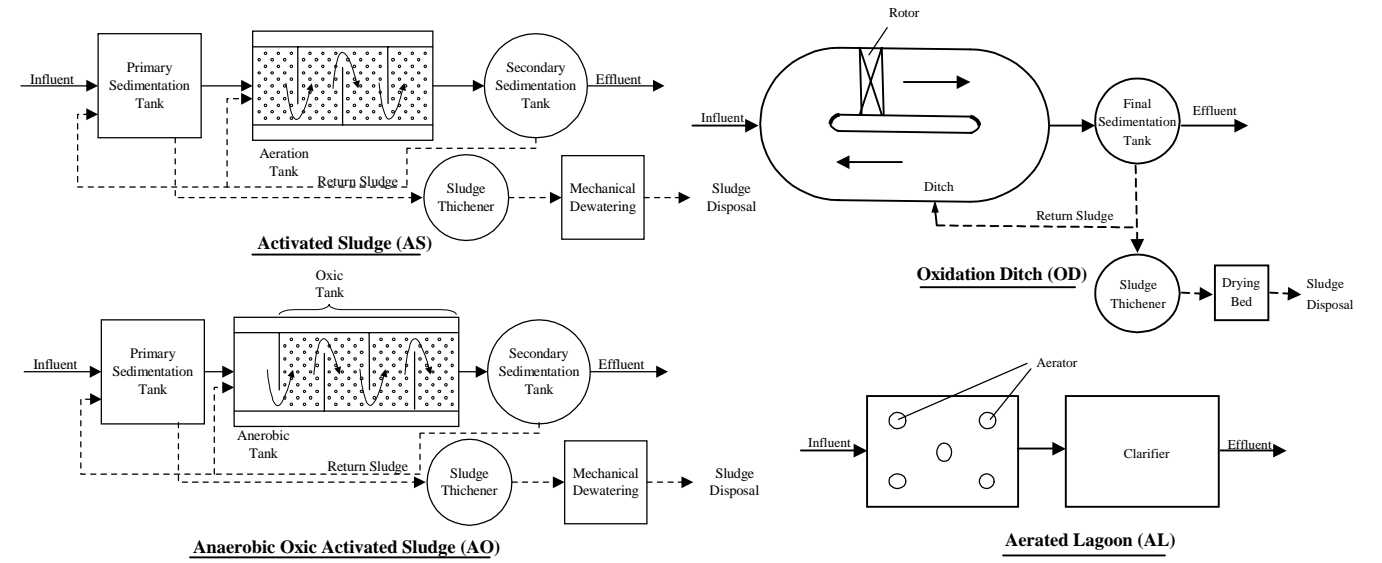 Influent
Primary
Sedimentation
Tank
Aeration
Tank
Secondary
Sedimentation
Tank
Effluent
Return Sludge
Sludge
Thichener
Mechanical
Dewatering
Sludge
Disposal
Activated Sludge (AS)
Rotor
Influent
Ditch
Final
Sedimentation
Tank
Effluent
Return Sludge
Sludge
Thichener
Drying
Bed
Sludge
Disposal
Oxidation Ditch (OD)
Oxic
Tank
Influent
Primary
Sedimentation
Tank
Anerobic
Tank
Secondary
Sedimentation
Tank
Effluent
Return Sludge
Sludge
Thichener
Mechanical
Dewatering
Sludge
Disposal
Anaerobic Oxic Activated Sludge (AO)
Aerator
Influent
Clarifier
Effluent
Aerated Lagoon (AL)